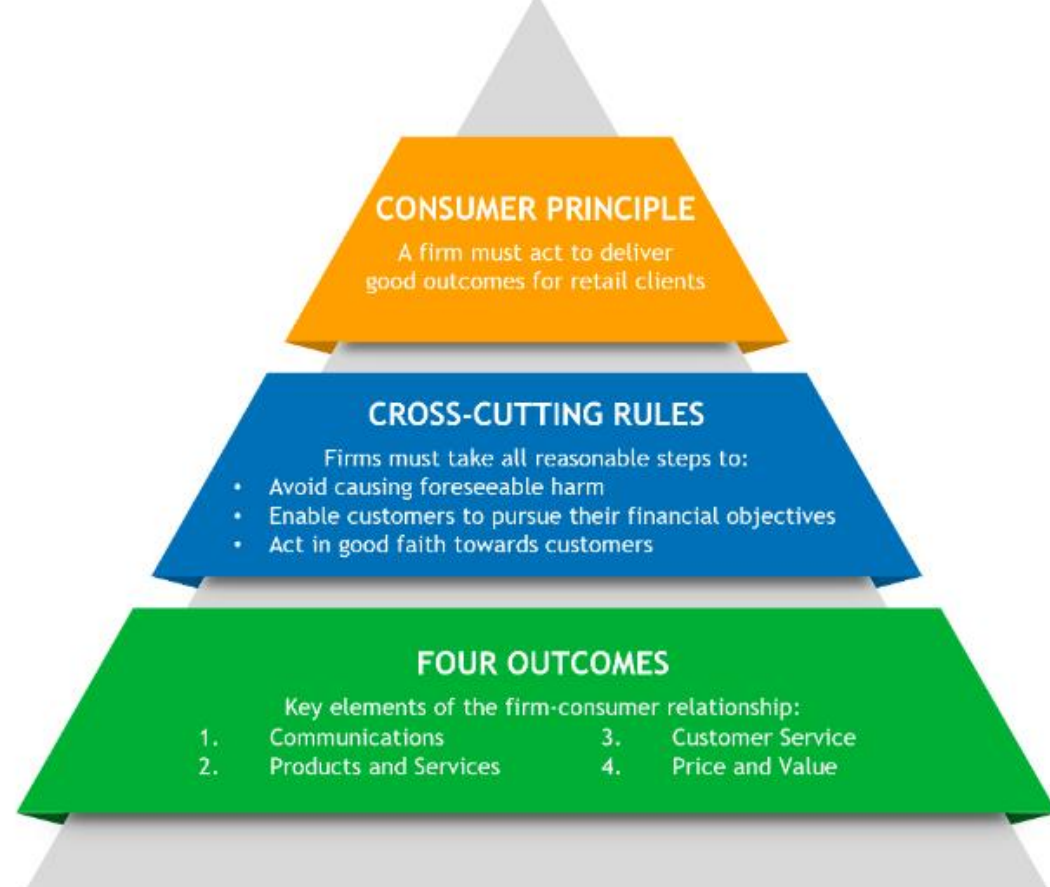 CONSUMER PRINCIPLE
A firm must act to deliver
good outcomes for retail clients
CROSS-CUTTING RULES
Firms must take all reasonable steps to:
• Avoid causing foreseeable harm
• Enable customers to pursue their financial objectives
• Act in good faith towards customers
FOUR OUTCOMES
Key elements of the firm-consumer relationship:
1. Communications 3. Customer Service
2. Products and Services 4. Price and Value